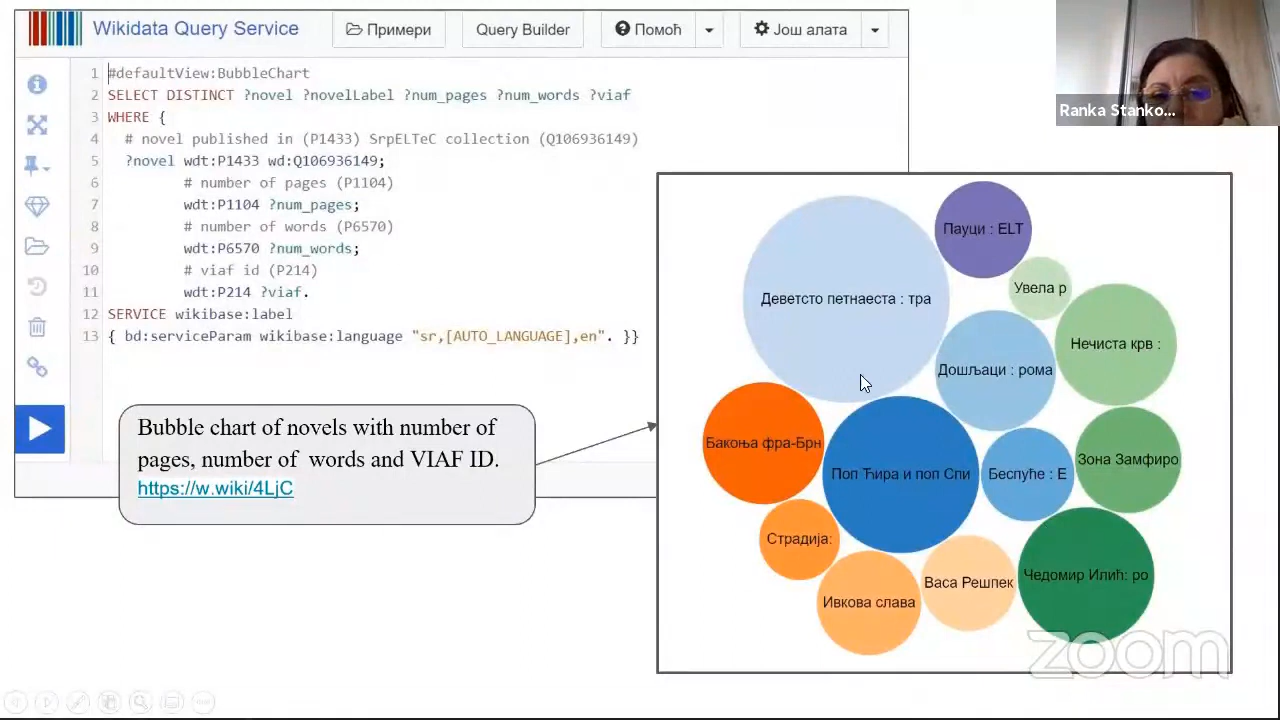 Wikidata Query Service
Примери
Query Builder
Помоћ
Још алата
1 #defaultView:BubbleChart
2 SELECT DISTINCT ?novel ?novelLabel ?num_pages ?num_words ?viaf
3 WHERE {
4 # novel published in (P1433) SrpELTeC collection (Q106936149)
5 ?novel wdt:P1433 wd:Q106936149;
6 # number of pages (P1104)
7 wdt:P1104 ?num_pages;
8 # number of words (P6570)
9 wdt:P6570 ?num_words;
10 # viaf id (P214)
11 wdt:P214 ?viaf.
12 SERVICE wikibase:label
13 { bd:serviceParam wikibase:language "sr,[AUTO_LANGUAGE],en". }}
Bubble chart of novels with number of
pages, number of words and VIAF ID.
https://w.wiki/4LjC
Ranka Stanko...
Пауци : ELT
Увела р
Деветсто петнаеста : тра
Нечиста крв :
Дошљаци : рома
Бакоња фра-Брн
Поп Ћира и поп Спи
Беспуће : Е
Зона Замфиро
Страдија:
Ивкова слава
Васа Решпек
Чедомир Илић: ро
zoom